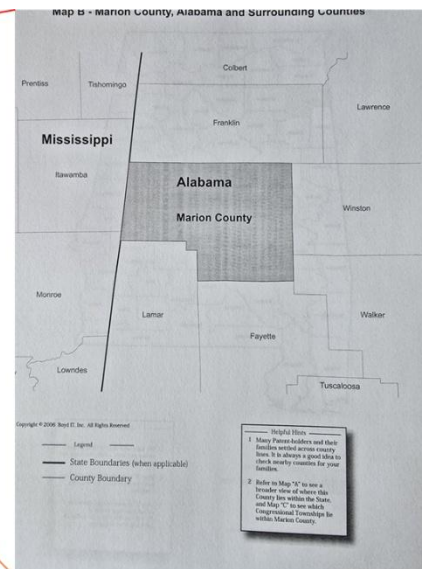 Map B - Marion County, Alabama and Surrounding Counties
Colbert
Prentiss
Tishomingo
Lawrence
Franklin
Mississippi
Itawamba
Alabama
Marion County
Winston
Monroe
Lamar
Walker
Fayette
Lowndes
Tuscaloosa
Copyright © 2006 Boyd IT, Inc. All Rights Reserved
Legend
State Boundaries (when applicable)
County Boundary
Helpful Hints
1 Many Patent-holders and their
families settled across county
lines. It is always a good idea to
check nearby counties for your
families.
2 Refer to Map "A" to see a
broader view of where this
County lies within the State,
and Map "C" to see which
Congressional Townships lie
within Marion County.